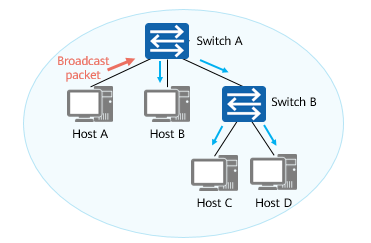 Switch A
Broadcast
packet
Switch B
Host A
Host B
Host C
Host D